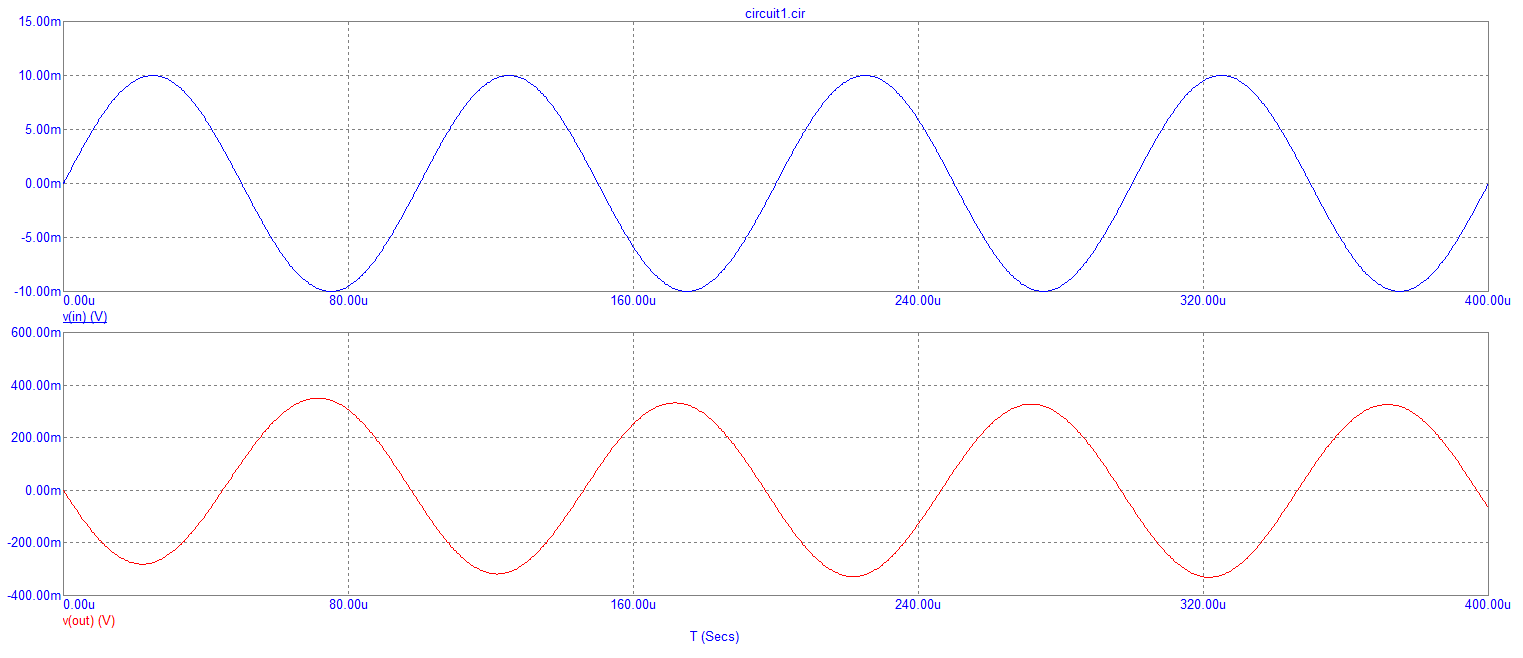 circuit1.cir
15.00m
10.00m
5.00m
0.00m
-5.00m
-10.00m
0.00u 80.00u 160.00u 240.00u 320.00u 400.00u
v(in) (V)
600.00m
400.00m
200.00m
0.00m
-200.00m
-400.00m
0.00u 80.00u 160.00u 240.00u 320.00u 400.00u
v(out) (V)
T (Secs)